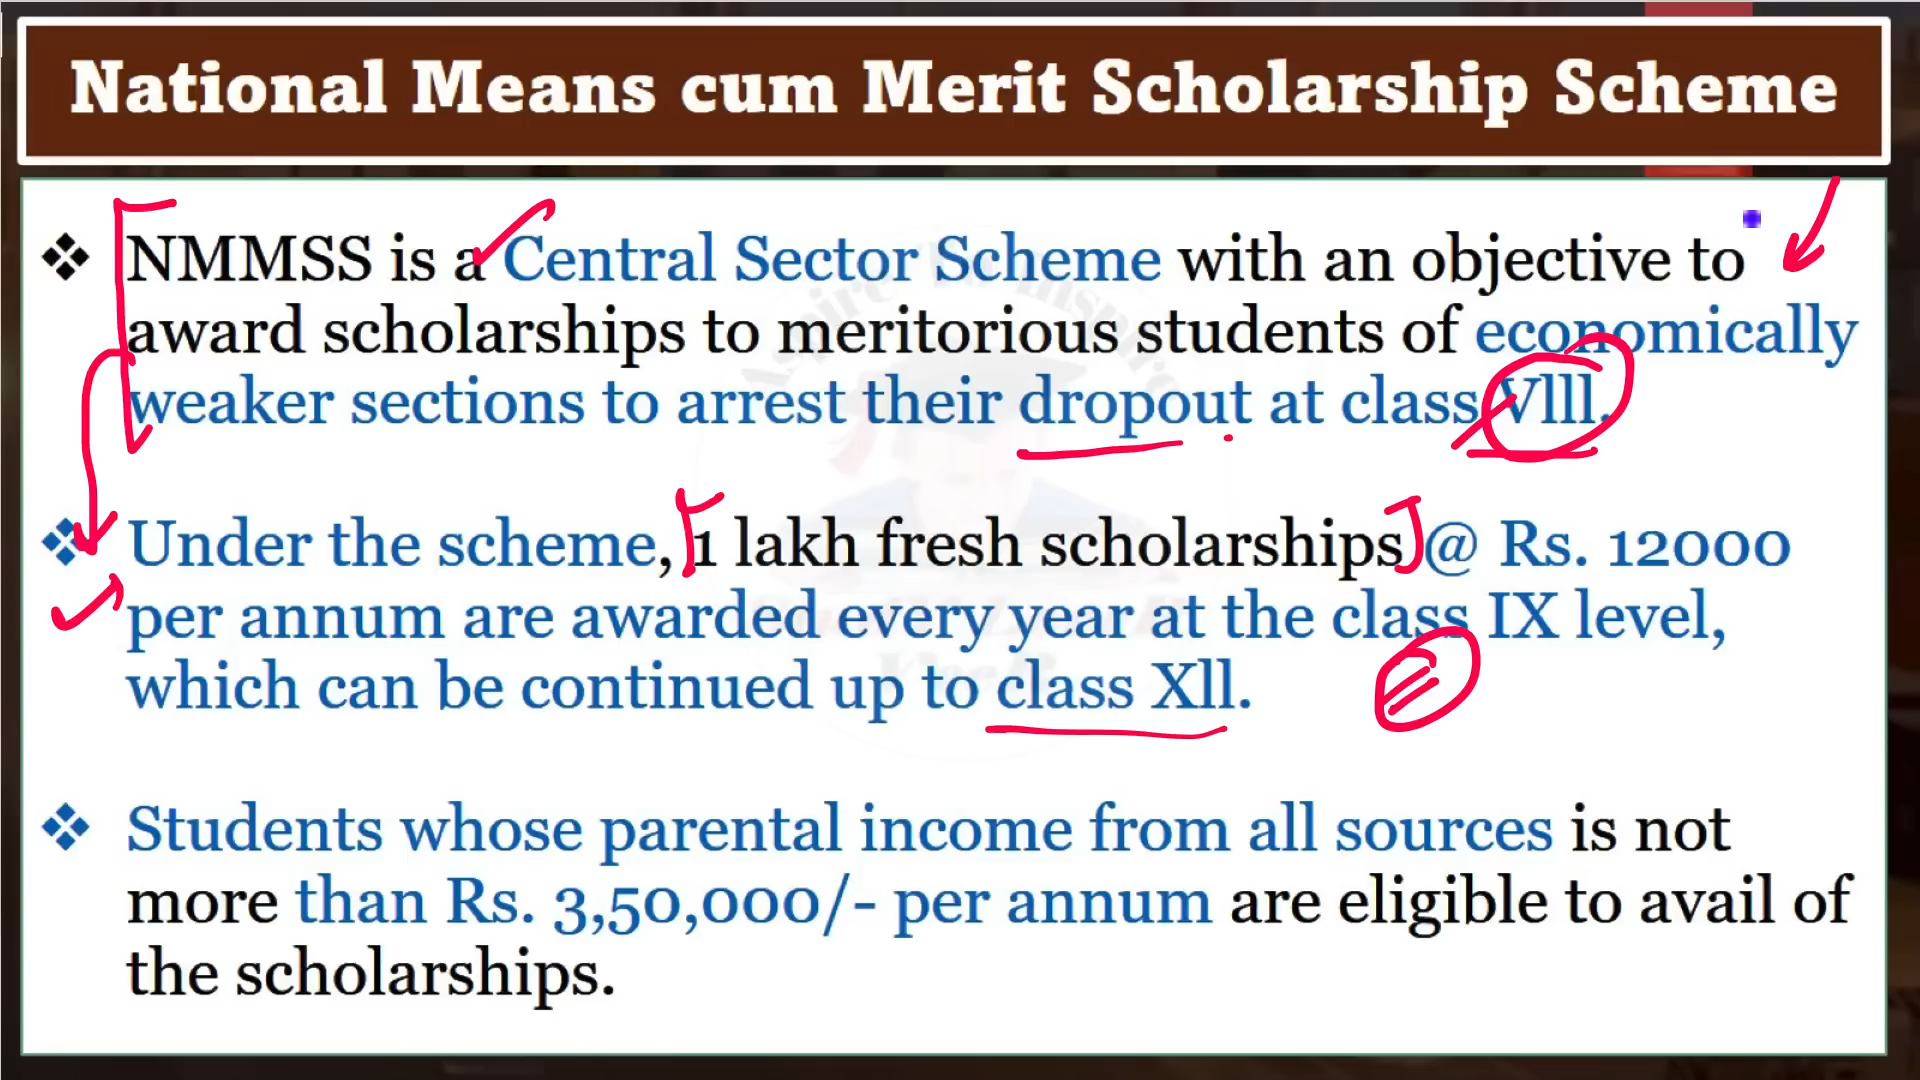 National Means cum Merit Scholarship Scheme
❖ NMMSS is a Central Sector Scheme with an objective to
award scholarships to meritorious students of economically
weaker sections to arrest their dropout at class Vlll.
❖ Under the scheme, 1 lakh fresh scholarships @ Rs. 12000
per annum are awarded every year at the class IX level,
which can be continued up to class Xll.
❖ Students whose parental income from all sources is not
more than Rs. 3,50,000/- per annum are eligible to avail of
the scholarships.